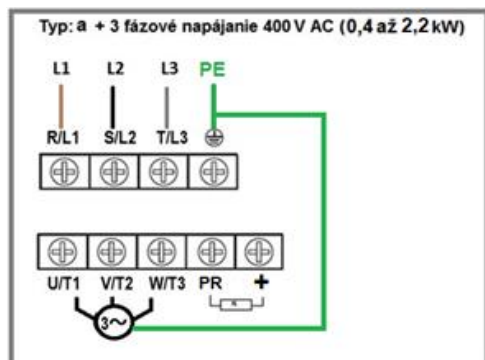 Typ: a + 3 fázové napájanie 400 V AC (0,4 až 2,2 kW)
L1 L2 L3 PE
R/L1 S/L2 T/L3
U/T1 V/T2 W/T3 PR +
3~